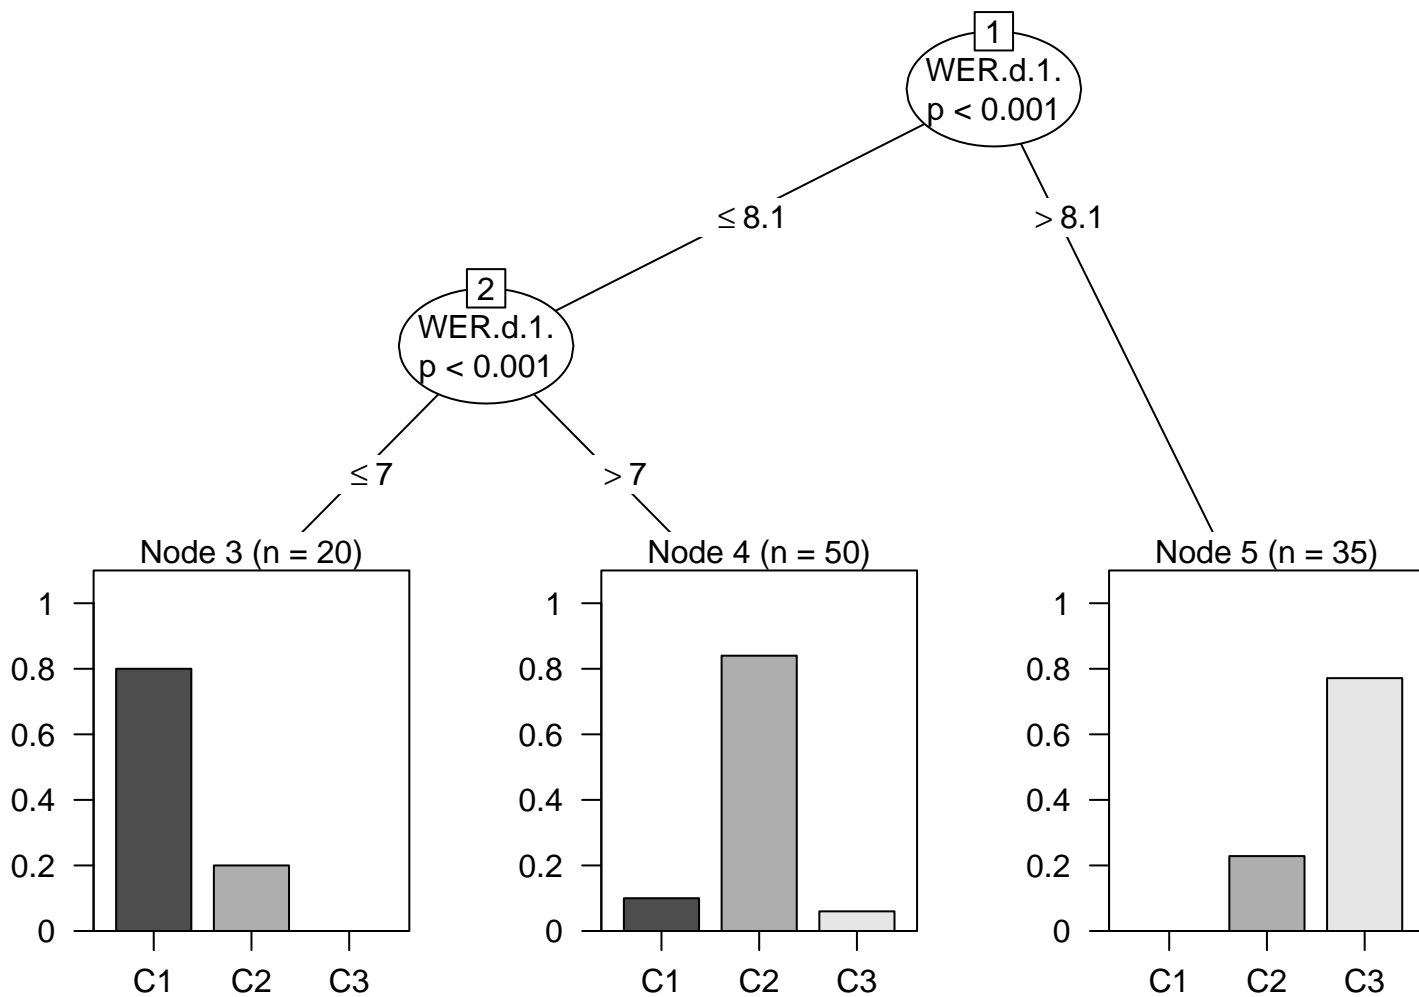 1
WER.d.1.
p < 0.001
≤ 8.1
> 8.1
2
WER.d.1.
p < 0.001
≤ 7
> 7
Node 3 (n = 20)
1
0.8
0.6
0.4
0.2
0
C1 C2 C3
Node 4 (n = 50)
1
0.8
0.6
0.4
0.2
0
C1 C2 C3
Node 5 (n = 35)
1
0.8
0.6
0.4
0.2
0
C1 C2 C3